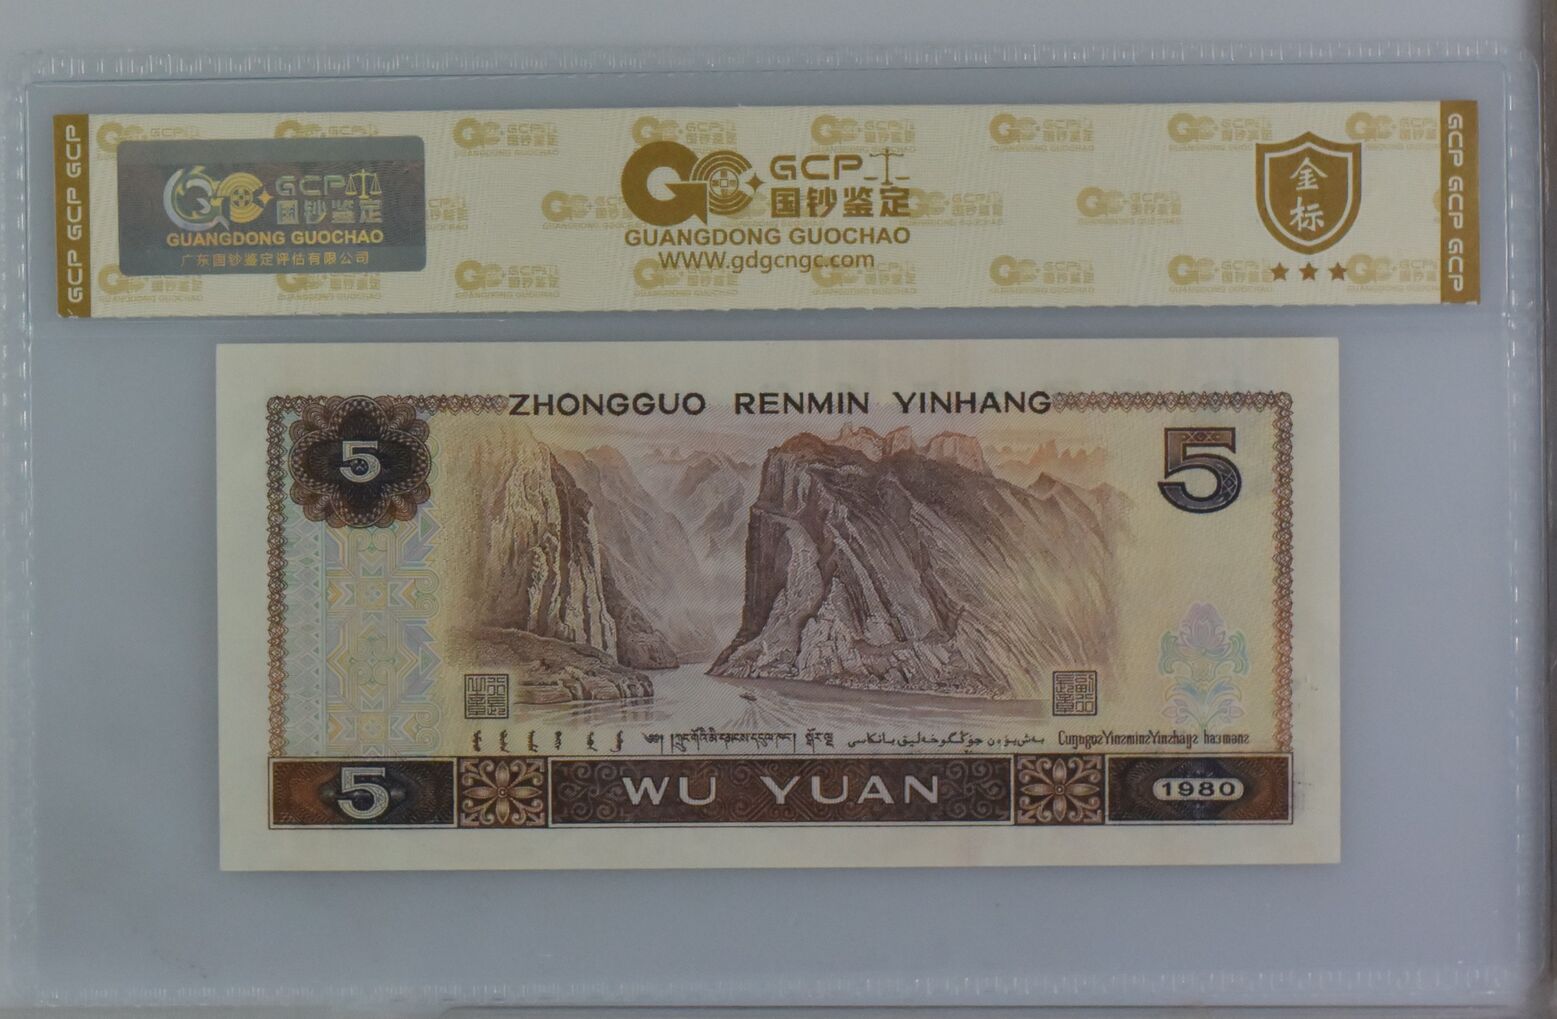 GCP GCP GCP
GCP
国钞鉴定
GUANGDONG GUOCHAO
广东国钞鉴定评估有限公司
GCP
国钞鉴定
GUANGDONG GUOCHAO
WWW.gdgcngc.com
金标
GCP GCP GCP
ZHONGGUO RENMIN YINHANG
5
5
5
WU YUAN
1980